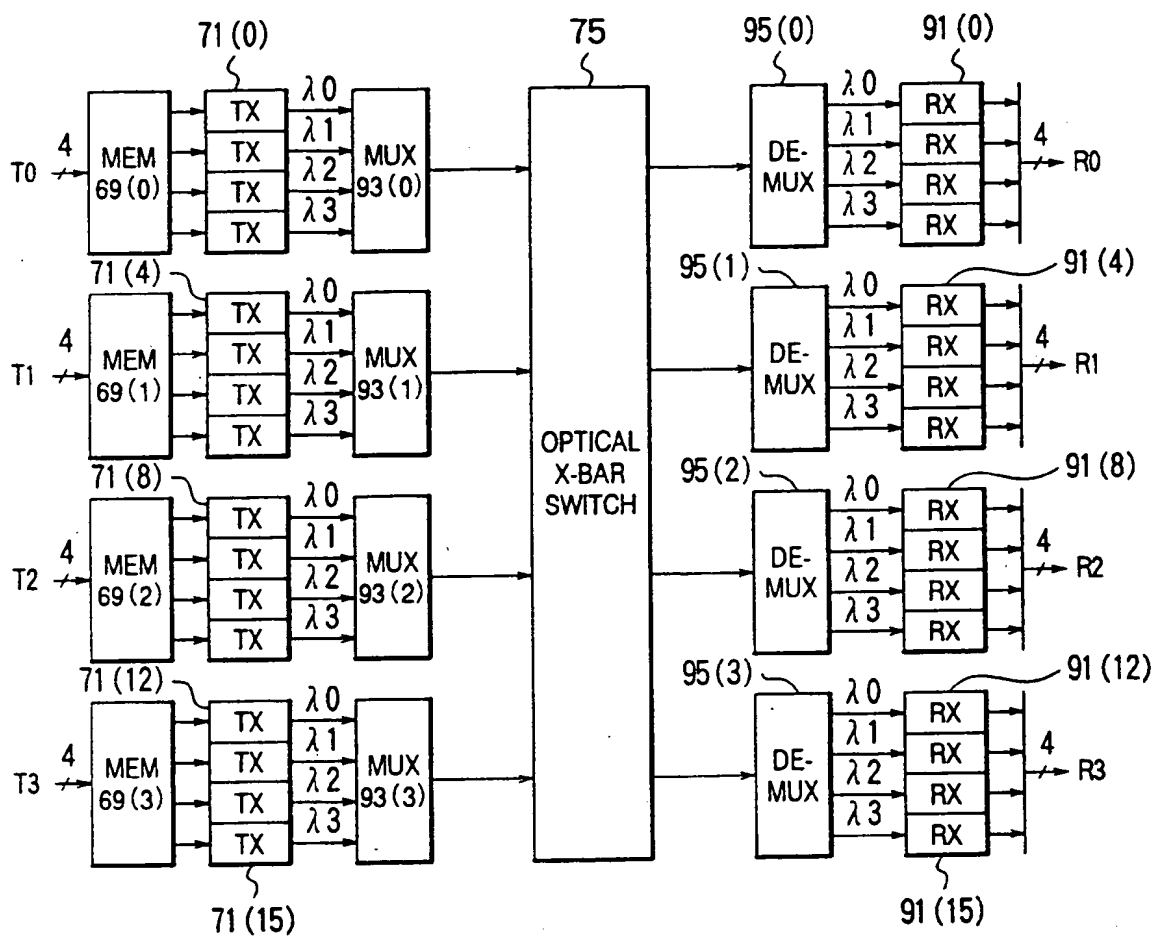 71(0) 75 95(0) 91(0)
T0 4 MEM 69(0) TX TX TX TX λ0 λ1 λ2 λ3 MUX 93(0) DE-MUX λ0 λ1 λ2 λ3 RX RX RX RX 4 R0
71(4) 95(1) 91(4)
T1 4 MEM 69(1) TX TX TX TX λ0 λ1 λ2 λ3 MUX 93(1) DE-MUX λ0 λ1 λ2 λ3 RX RX RX RX 4 R1
OPTICAL
X-BAR
SWITCH
71(8) 95(2) 91(8)
T2 4 MEM 69(2) TX TX TX TX λ0 λ1 λ2 λ3 MUX 93(2) DE-MUX λ0 λ1 λ2 λ3 RX RX RX RX 4 R2
71(12) 95(3) 91(12)
T3 4 MEM 69(3) TX TX TX TX λ0 λ1 λ2 λ3 MUX 93(3) DE-MUX λ0 λ1 λ2 λ3 RX RX RX RX 4 R3
71(15) 91(15)